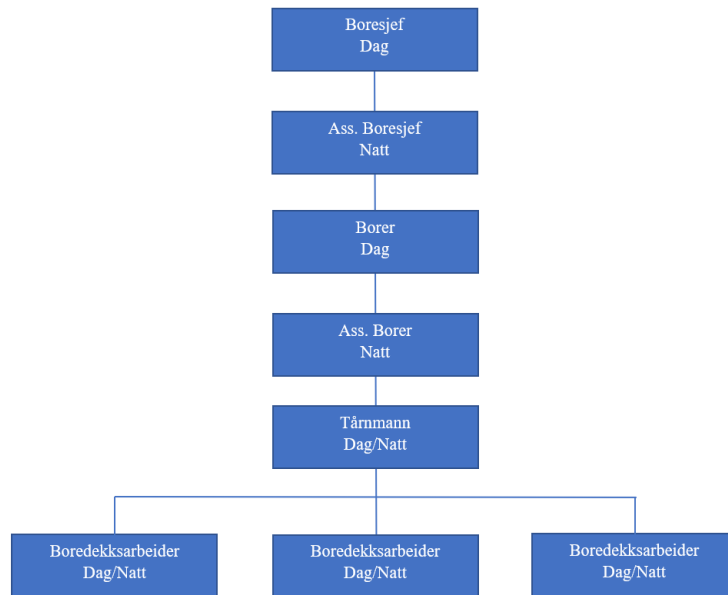 Boresjef
Dag
Ass. Boresjef
Natt
Borer
Dag
Ass. Borer
Natt
Tårnmann
Dag/Natt
Boredekksarbeider
Dag/Natt
Boredekksarbeider
Dag/Natt
Boredekksarbeider
Dag/Natt